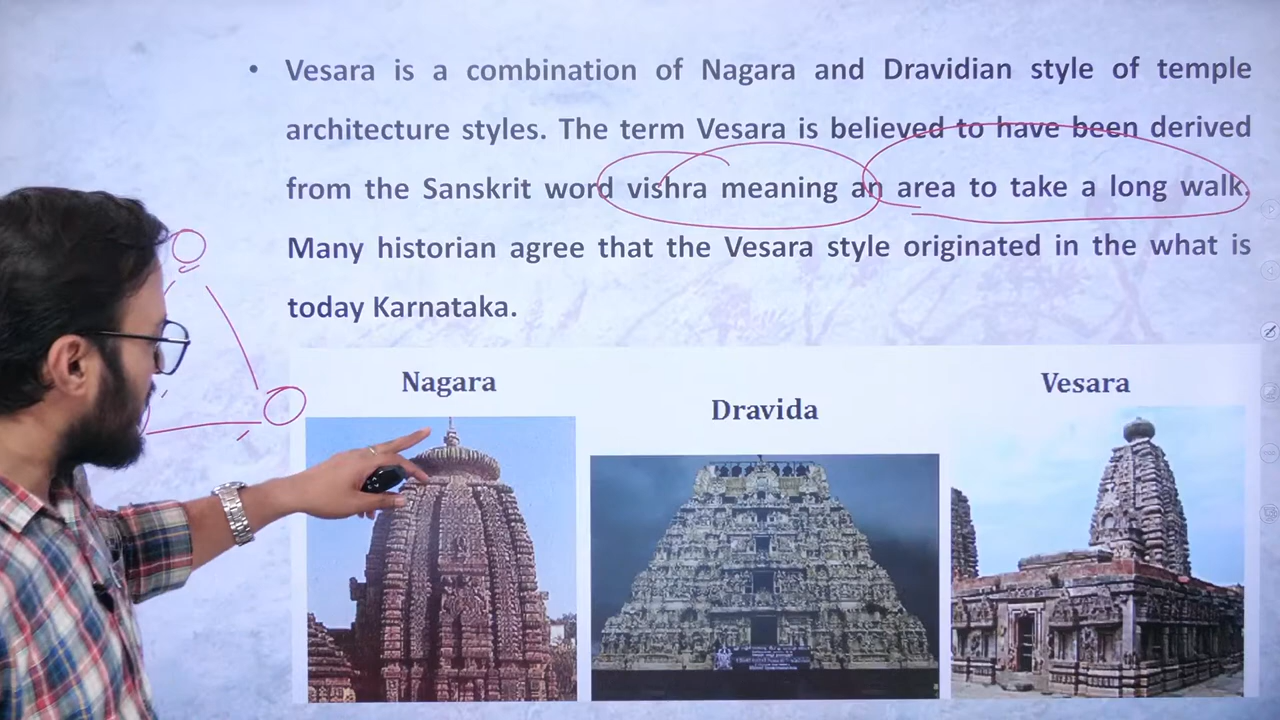 • Vesara is a combination of Nagara and Dravidian style of temple
architecture styles. The term Vesara is believed to have been derived
from the Sanskrit word vishra meaning an area to take a long walk.
Many historian agree that the Vesara style originated in the what is
today Karnataka.
Nagara
Dravida
Vesara